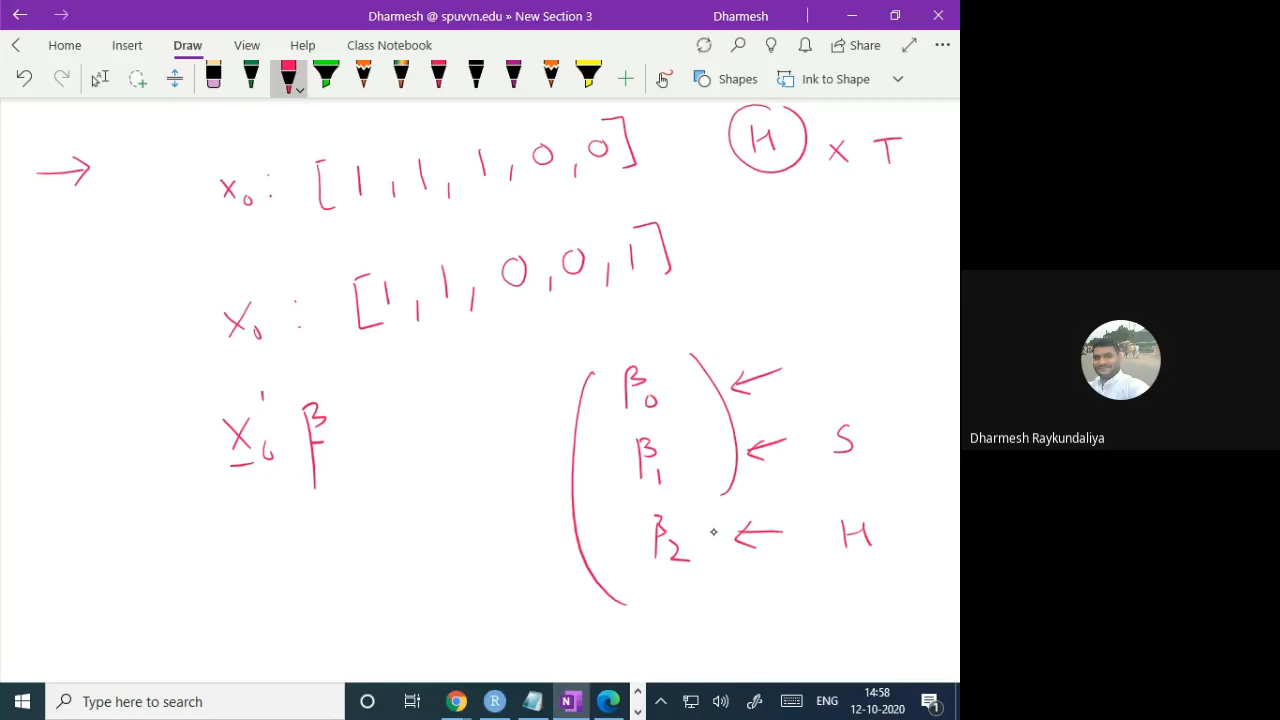 Dharmesh @ spuvvn.edu » New Section 3
Dharmesh
Home Insert Draw View Help Class Notebook
Share
Shapes
Ink to Shape
→ x₀ : [1, 1, 1, 0, 0]
H x T
x₀ : [1, 1, 0, 0, 1]
x₀' β
β₀ ←
β₁ ← S
β₂ ← H
Dharmesh Raykundaliya
Type here to search
ENG
14:58
12-10-2020
1